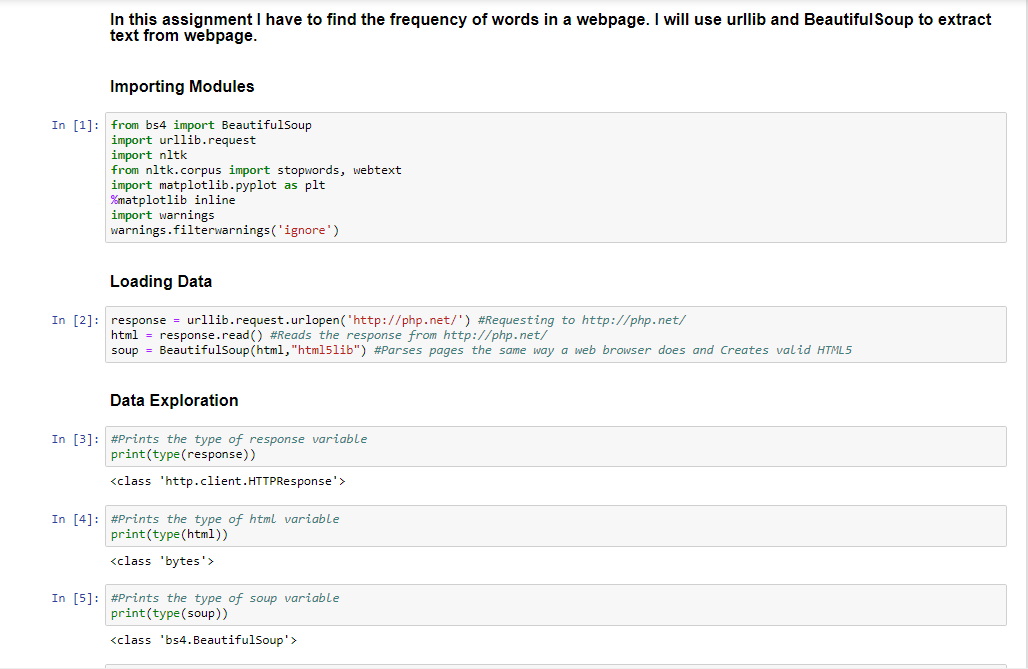 In this assignment I have to find the frequency of words in a webpage. I will use urllib and BeautifulSoup to extract
text from webpage.
Importing Modules
In [1]: from bs4 import BeautifulSoup
import urllib.request
import nltk
from nltk.corpus import stopwords, webtext
import matplotlib.pyplot as plt
%matplotlib inline
import warnings
warnings.filterwarnings('ignore')
Loading Data
In [2]: response = urllib.request.urlopen('http://php.net/') #Requesting to http://php.net/
html = response.read() #Reads the response from http://php.net/
soup = BeautifulSoup(html,"html5lib") #Parses pages the same way a web browser does and Creates valid HTML5
Data Exploration
In [3]: #Prints the type of response variable
print(type(response))
<class 'http.client.HTTPResponse'>
In [4]: #Prints the type of html variable
print(type(html))
<class 'bytes'>
In [5]: #Prints the type of soup variable
print(type(soup))
<class 'bs4.BeautifulSoup'>